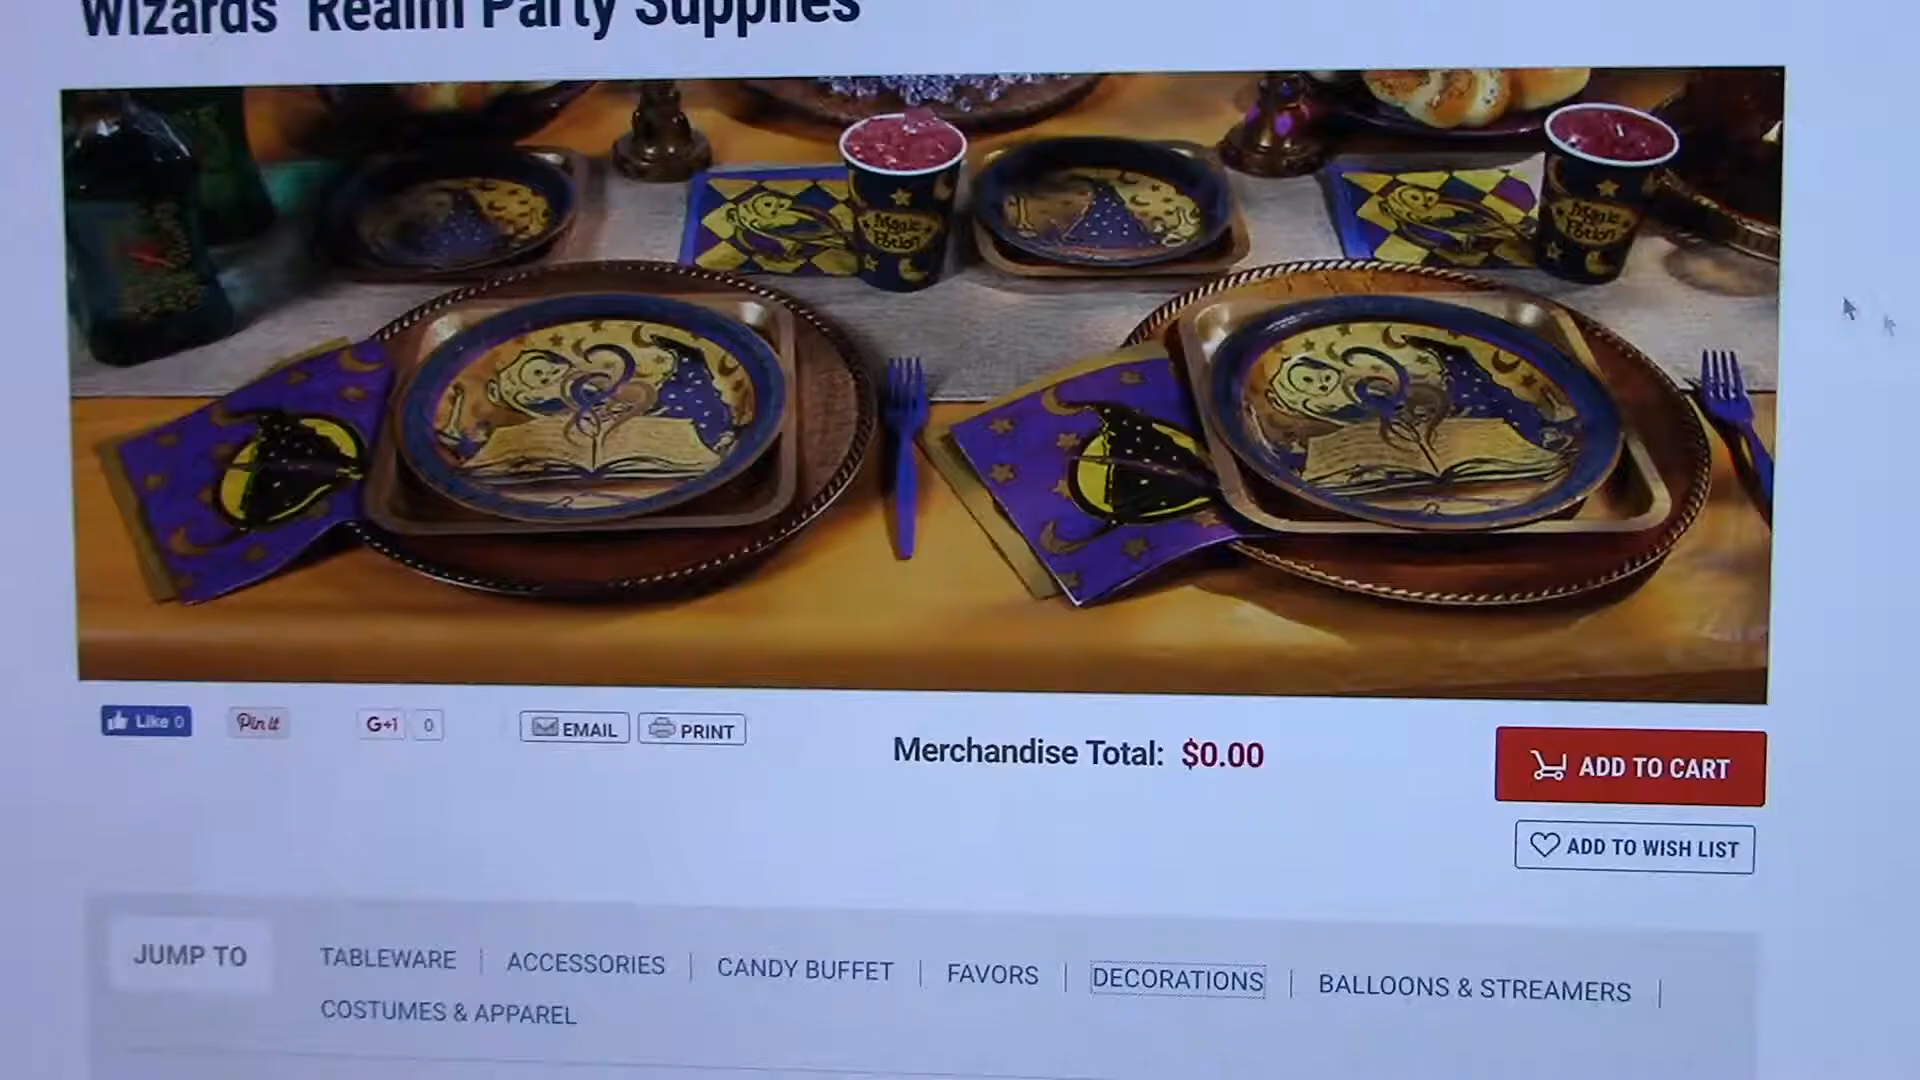 Wizards' Realm Party Supplies
Magic
Potion
Magic
Potion
Like 0
Pin it
G+1
0
EMAIL
PRINT
Merchandise Total: $0.00
ADD TO CART
ADD TO WISH LIST
JUMP TO
TABLEWARE | ACCESSORIES | CANDY BUFFET | FAVORS | DECORATIONS | BALLOONS & STREAMERS |
COSTUMES & APPAREL